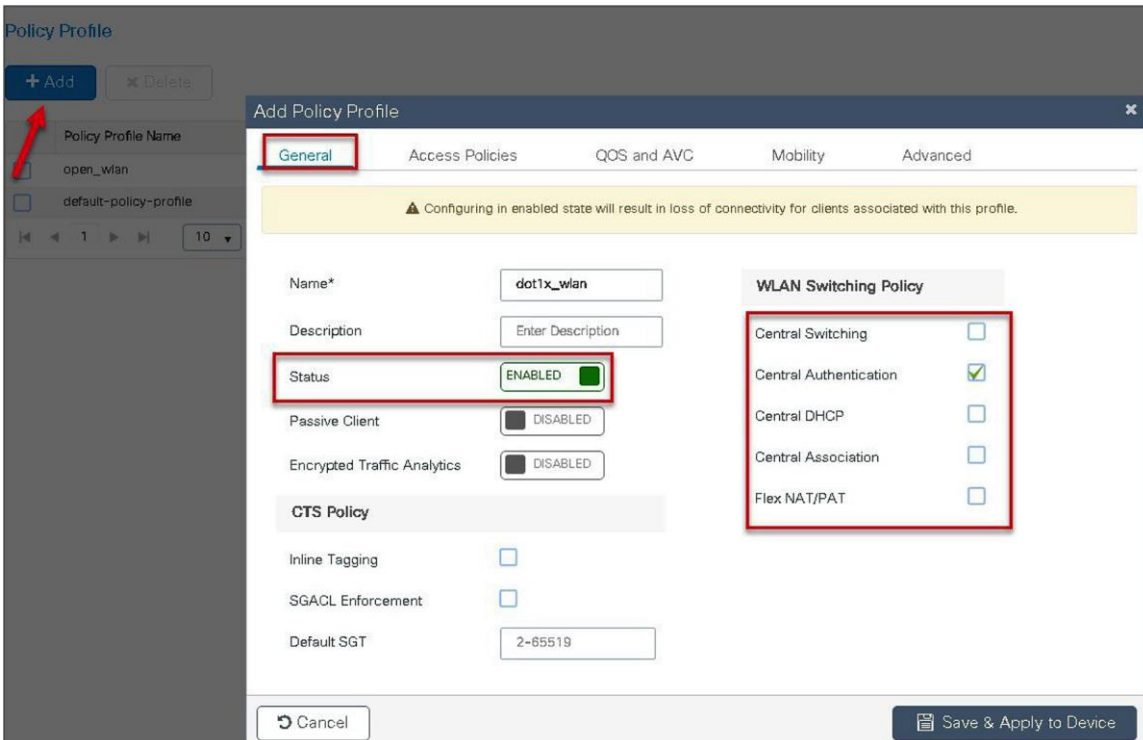 Policy Profile
+ Add
✖ Delete
Policy Profile Name
open_wlan
default-policy-profile
1
10
Add Policy Profile
General
Access Policies
QOS and AVC
Mobility
Advanced
Configuring in enabled state will result in loss of connectivity for clients associated with this profile.
Name*
dot1x_wlan
Description
Enter Description
Status
ENABLED
Passive Client
DISABLED
Encrypted Traffic Analytics
DISABLED
CTS Policy
Inline Tagging
SGACL Enforcement
Default SGT
2-65519
WLAN Switching Policy
Central Switching
Central Authentication
Central DHCP
Central Association
Flex NAT/PAT
Cancel
Save & Apply to Device